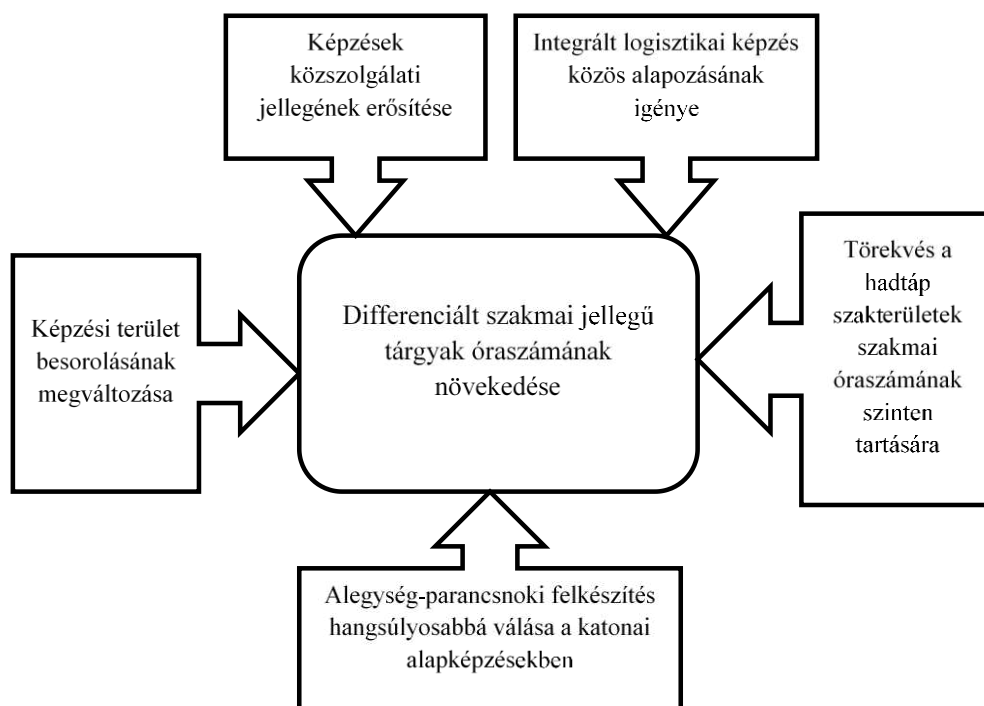 Képzések
közszolgálati
jellegének erősítése
Integrált logisztikai képzés
közös alapozásának
igénye
Képzési terület
besorolásának
megváltozása
Differenciált szakmai jellegű
tárgyak óraszámának
növekedése
Törekvés a
hadtáp
szakterületek
szakmai
óraszámának
szinten
tartására
Alegység-parancsnoki felkészítés
hangsúlyosabbá válása a katonai
alapképzésekben